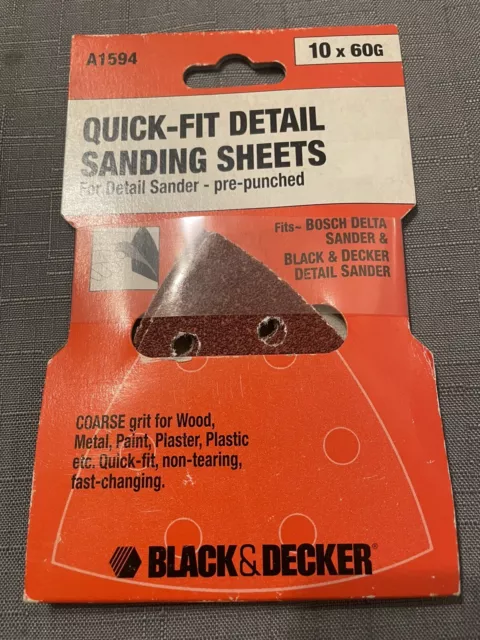 A1594
10 x 60G
QUICK-FIT DETAIL
SANDING SHEETS
For Detail Sander - pre-punched
Fits- BOSCH DELTA
SANDER &
BLACK & DECKER
DETAIL SANDER
COARSE grit for Wood,
Metal, Paint, Plaster, Plastic
etc. Quick-fit, non-tearing,
fast-changing.
BLACK&DECKER®